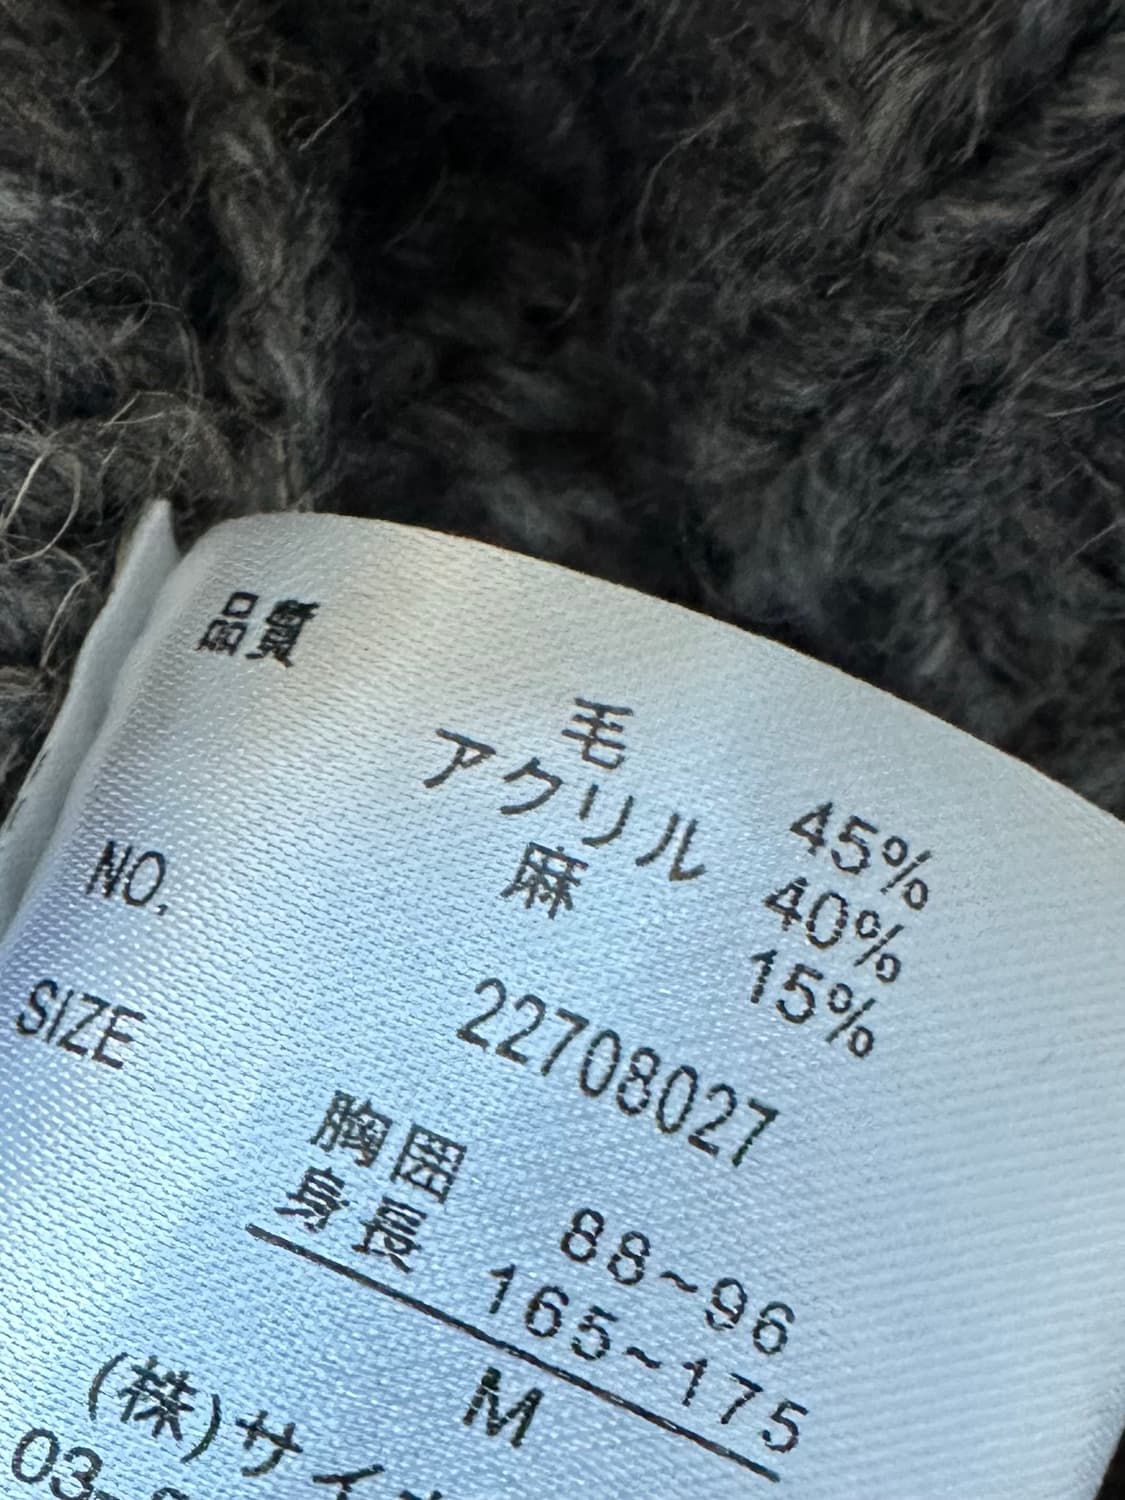 品質
毛 45%
アクリル 40%
麻 15%
NO. 22708027
SIZE
胸囲 88~96
身長 165~175
M
(株)サイ
03-